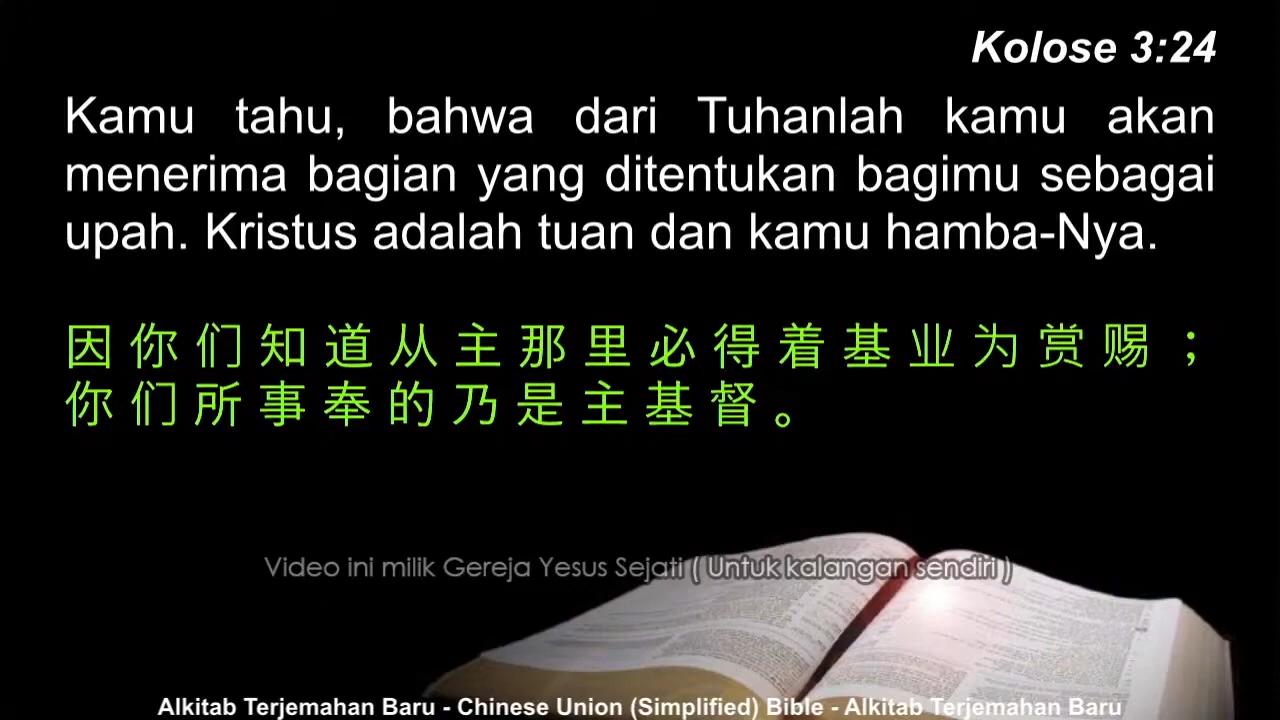 Kolose 3:24
Kamu tahu, bahwa dari Tuhanlah kamu akan
menerima bagian yang ditentukan bagimu sebagai
upah. Kristus adalah tuan dan kamu hamba-Nya.
因你们知道从主那里必得着基业为赏赐；
你们所事奉的乃是主基督。
Video ini milik Gereja Yesus Sejati ( Untuk kalangan sendiri )
Alkitab Terjemahan Baru - Chinese Union (Simplified) Bible - Alkitab Terjemahan Baru